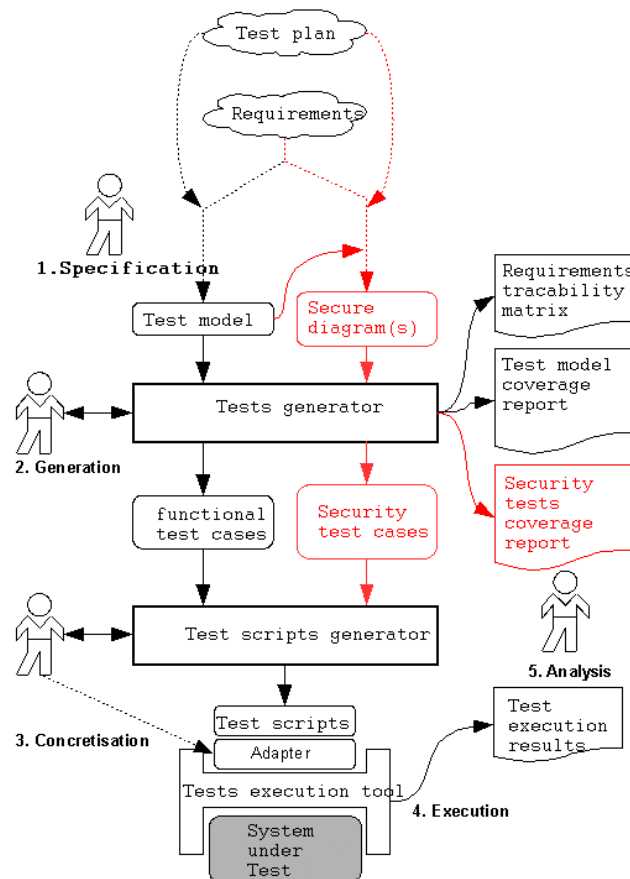 Test plan
Requirements
1.Specification
Test model
Secure
diagram(s)
Requirements
tracability
matrix
Test model
coverage
report
Tests generator
2. Generation
Security
tests
coverage
report
functional
test cases
Security
test cases
Test scripts generator
5. Analysis
3. Concretisation
Test scripts
Adapter
Tests execution tool
4. Execution
Test
execution
results
System
under
Test